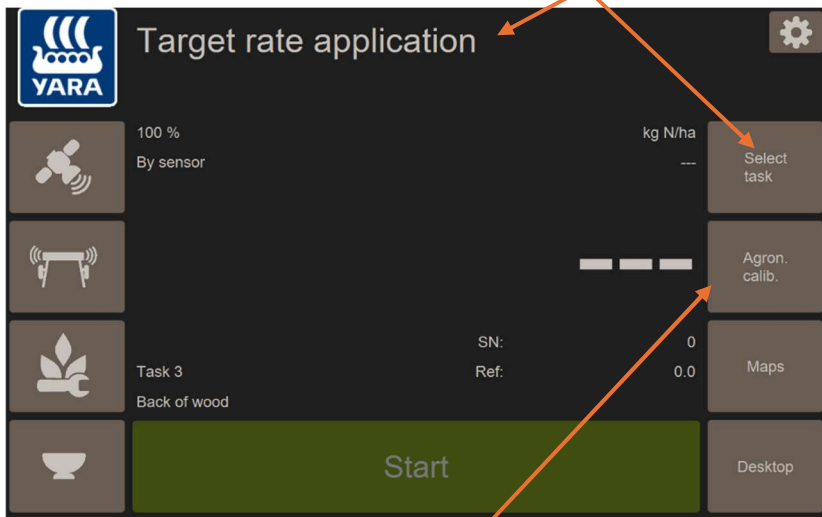 YARA
Target rate application
100 %
kg N/ha
By sensor
---
Select
task
Agron.
calib.
SN:
0
Task 3
Ref:
0.0
Maps
Back of wood
Start
Desktop